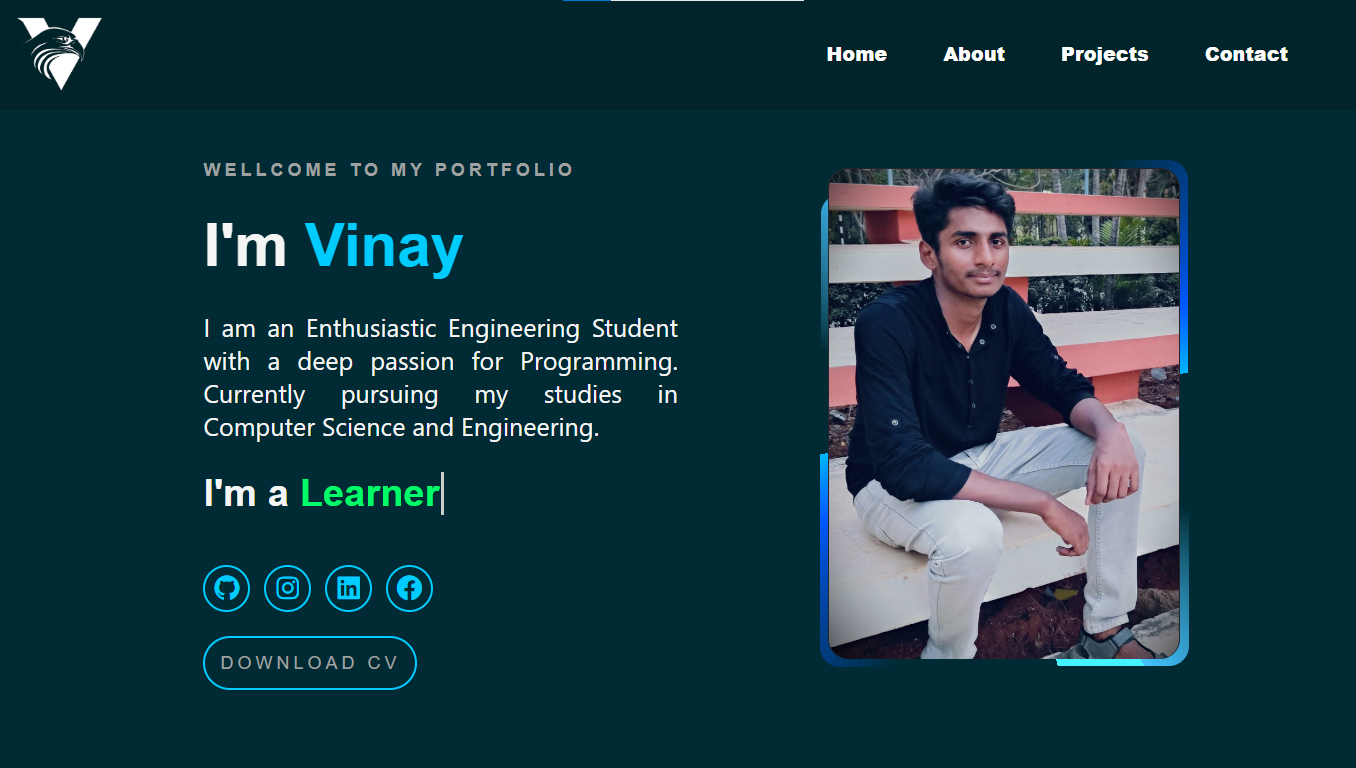 Home About Projects Contact
WELLCOME TO MY PORTFOLIO
I'm Vinay
I am an Enthusiastic Engineering Student
with a deep passion for Programming.
Currently pursuing my studies in
Computer Science and Engineering.
I'm a Learner
DOWNLOAD CV